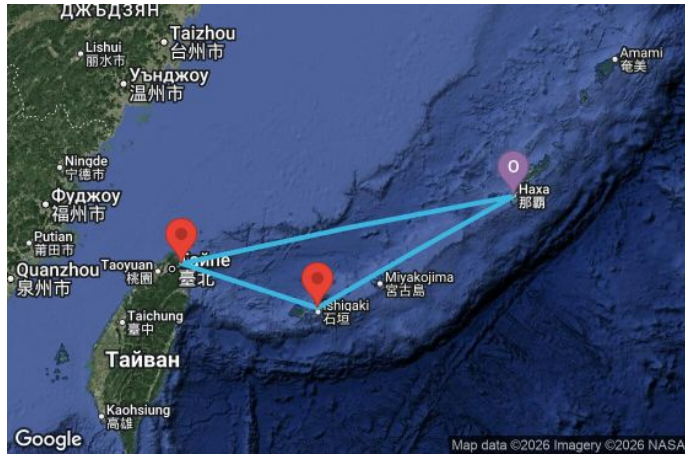 ДЖЪДЗЯН
Taizhou
台州市
Lishui
丽水市
Уънджоу
温州市
Amami
奄美
Ningde
宁德市
O
Наха
那覇
Фуджоу
福州市
Putian
莆田市
Тайпе
臺北
Taoyuan
桃園
Quanzhou
泉州市
Miyakojima
宮古島
Ishigaki
石垣
Taichung
臺中
Тайван
Kaohsiung
高雄
Google
Map data ©2026 Imagery ©2026 NASA